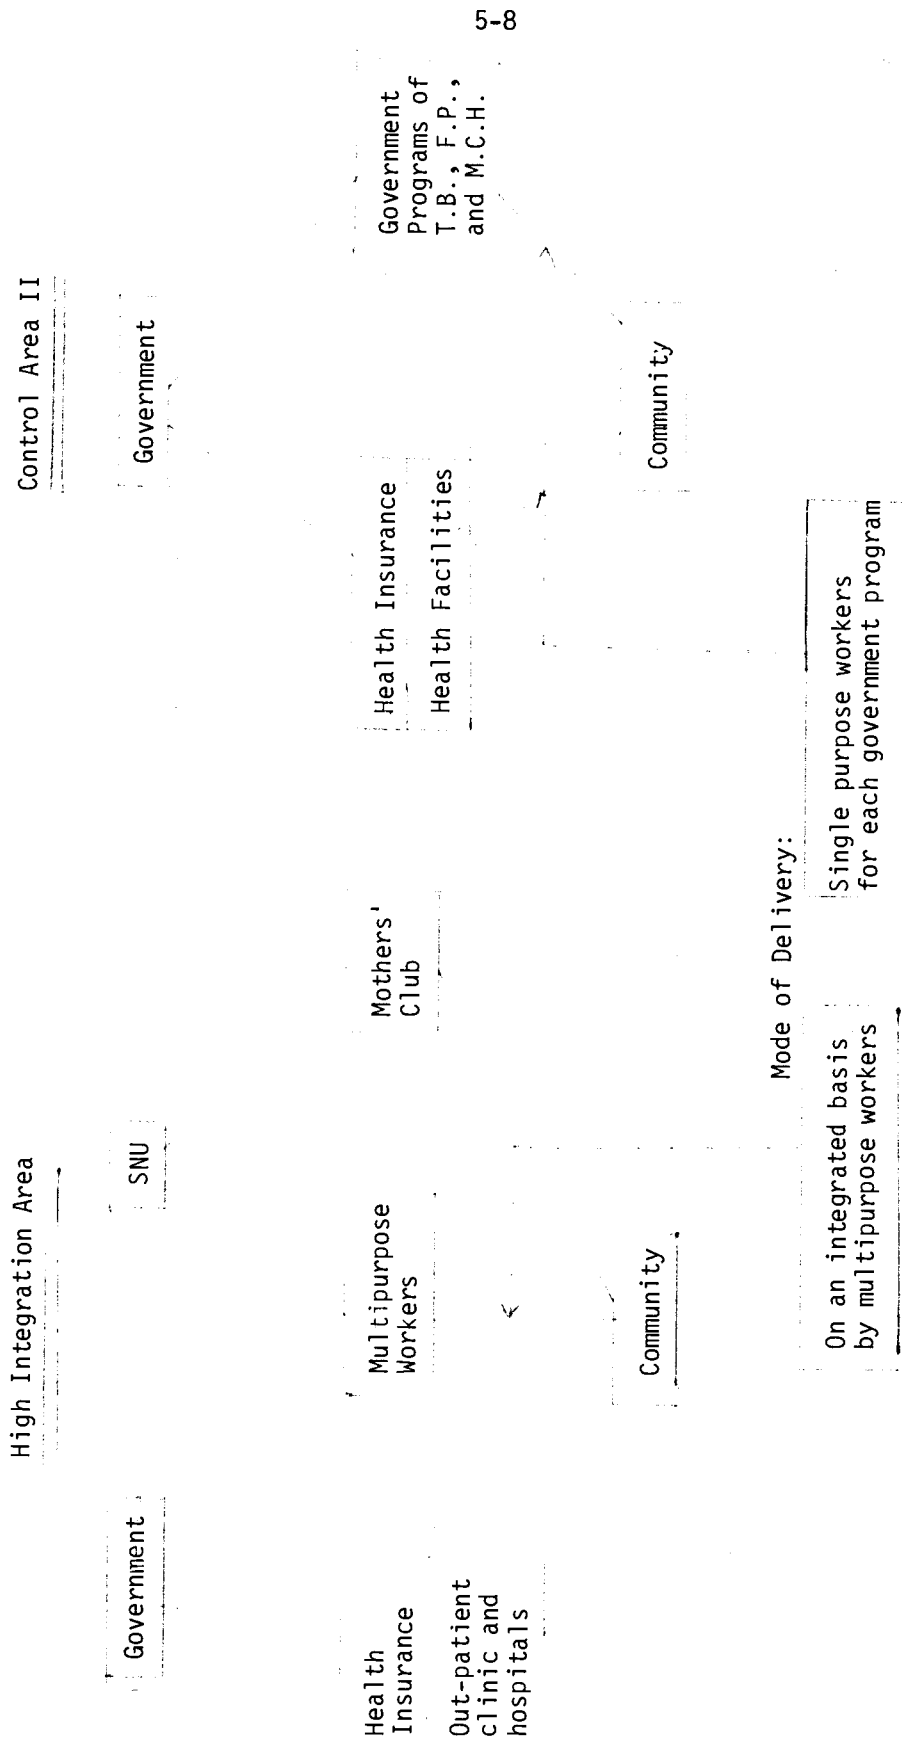 5-8
High Integration Area
Government
SNU
Health
Insurance
Out-patient
clinic and
hospitals
Multipurpose
Workers
Mothers'
Club
Community
Control Area II
Government
Health Insurance
Health Facilities
Government
Programs of
T.B., F.P.,
and M.C.H.
Community
Mode of Delivery:
On an integrated basis
by multipurpose workers
Single purpose workers
for each government program